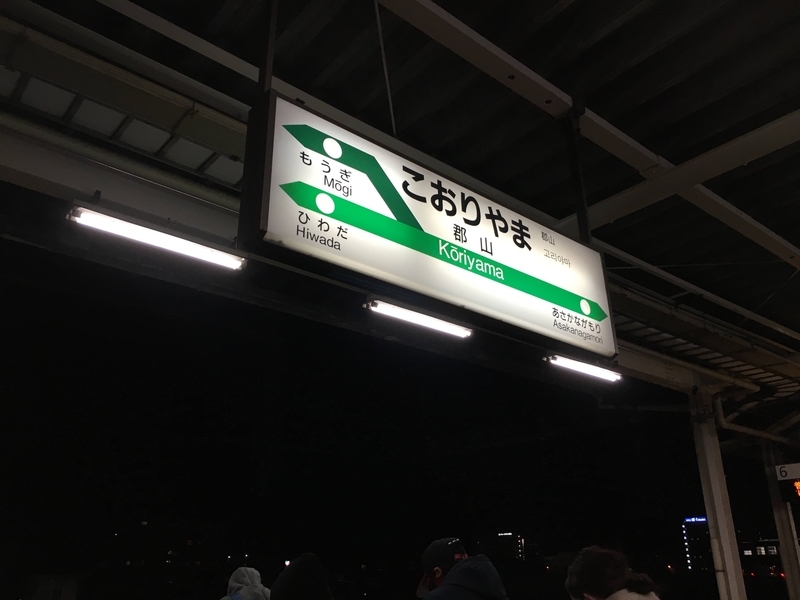 もうぎ
Mōgi
ひわだ
Hiwada
こおりやま
郡山
Kōriyama
郡山
고리야마
あさかながもり
Asakanagamori
6